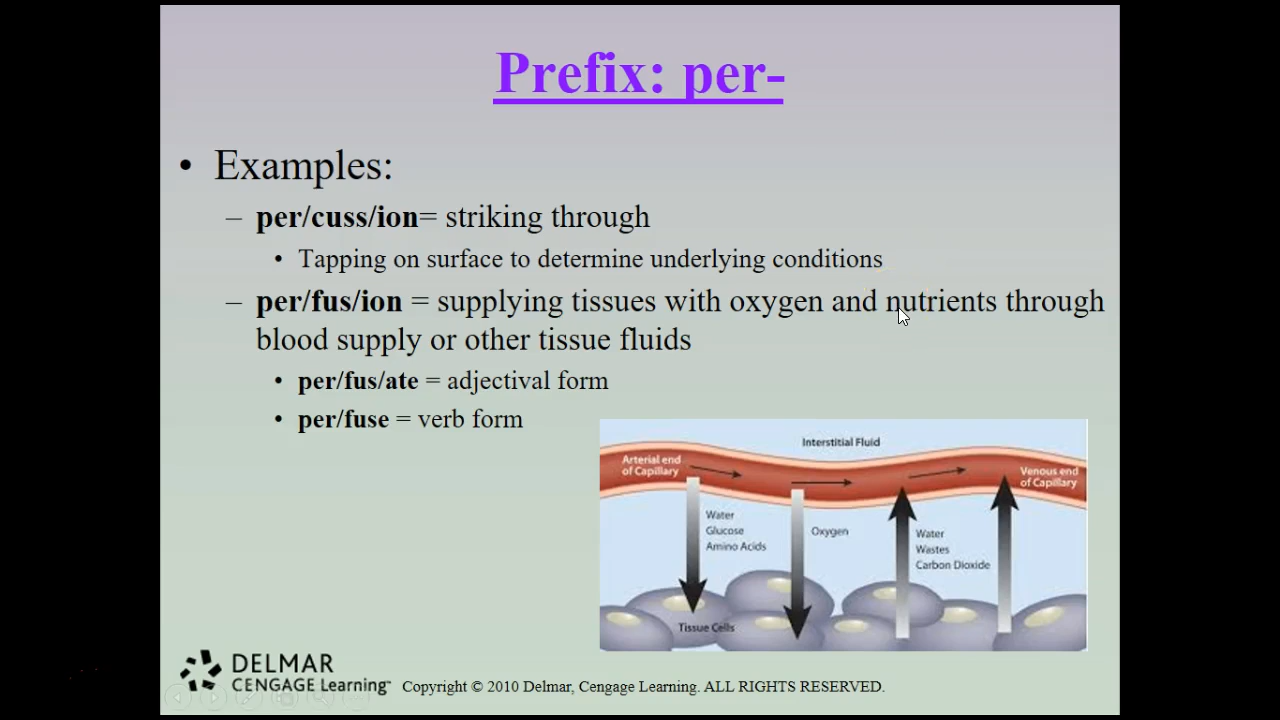 Prefix: per-
• Examples:
– per/cuss/ion= striking through
• Tapping on surface to determine underlying conditions
– per/fus/ion = supplying tissues with oxygen and nutrients through
blood supply or other tissue fluids
• per/fus/ate = adjectival form
• per/fuse = verb form
Interstitial Fluid
Arterial end
of Capillary
Venous end
of Capillary
Water
Glucose
Amino Acids
Oxygen
Water
Wastes
Carbon Dioxide
Tissue Cells
DELMAR
CENGAGE Learning™
Copyright © 2010 Delmar, Cengage Learning. ALL RIGHTS RESERVED.